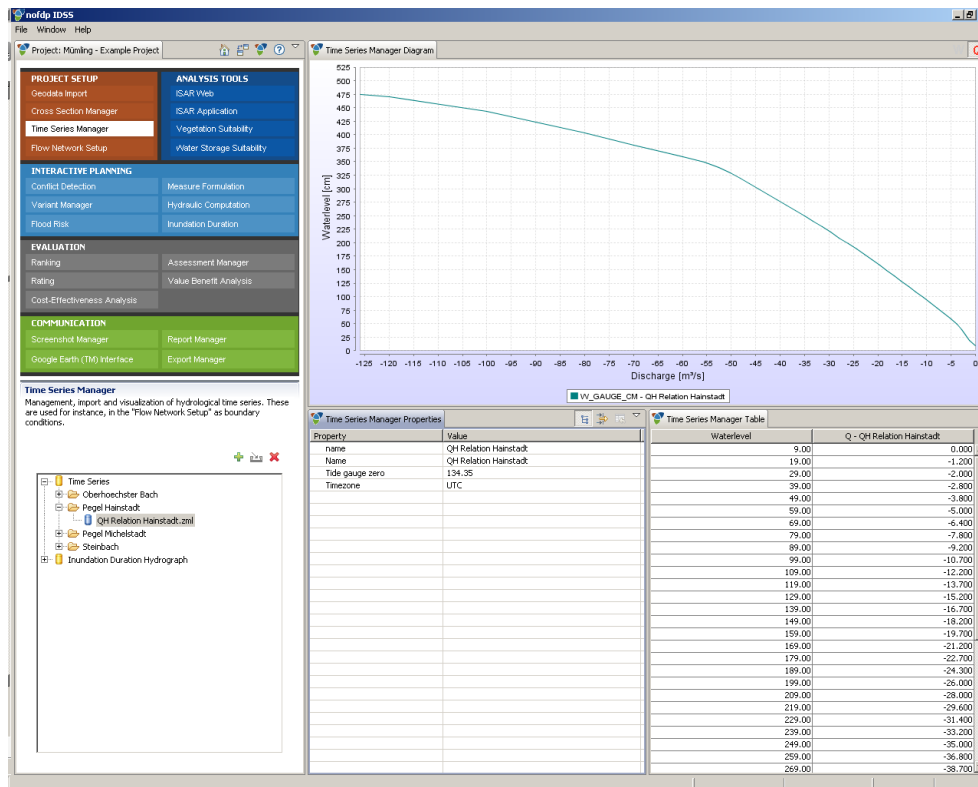 nofdp IDSS
File Window Help
Project: Mümling - Example Project
PROJECT SETUP
Geodata Import
Cross Section Manager
Time Series Manager
Flow Network Setup
ANALYSIS TOOLS
ISAR Web
ISAR Application
Vegetation Suitability
Water Storage Suitability
INTERACTIVE PLANNING
Conflict Detection Measure Formulation
Variant Manager Hydraulic Computation
Flood Risk Inundation Duration
EVALUATION
Ranking Assessment Manager
Rating Value Benefit Analysis
Cost-Effectiveness Analysis
COMMUNICATION
Screenshot Manager Report Manager
Google Earth (TM) Interface Export Manager
Time Series Manager
Management, import and visualization of hydrological time series. These
are used for instance, in the "Flow Network Setup" as boundary
conditions.
Time Series
Oberhoechster Bach
Pegel Hainstadt
QH Relation Hainstadt.zml
Pegel Michelstadt
Steinbach
Inundation Duration Hydrograph
Time Series Manager Diagram
525
500
475
450
425
400
375
350
325
300
275
250
225
200
175
150
125
100
75
50
25
0
Waterlevel [cm]
-125 -120 -115 -110 -105 -100 -95 -90 -85 -80 -75 -70 -65 -60 -55 -50 -45 -40 -35 -30 -25 -20 -15 -10 -5 0
Discharge [m³/s]
W_GAUGE_CM - QH Relation Hainstadt
Time Series Manager Properties
Property Value
name QH Relation Hainstadt
Name QH Relation Hainstadt
Tide gauge zero 134.35
Timezone UTC
Time Series Manager Table
Waterlevel Q - QH Relation Hainstadt
9.00 0.000
19.00 -1.200
29.00 -2.000
39.00 -2.800
49.00 -3.800
59.00 -5.000
69.00 -6.400
79.00 -7.800
89.00 -9.200
99.00 -10.700
109.00 -12.200
119.00 -13.700
129.00 -15.200
139.00 -16.700
149.00 -18.200
159.00 -19.700
169.00 -21.200
179.00 -22.700
189.00 -24.300
199.00 -26.000
209.00 -28.000
219.00 -29.600
229.00 -31.400
239.00 -33.200
249.00 -35.000
259.00 -36.800
269.00 -38.700